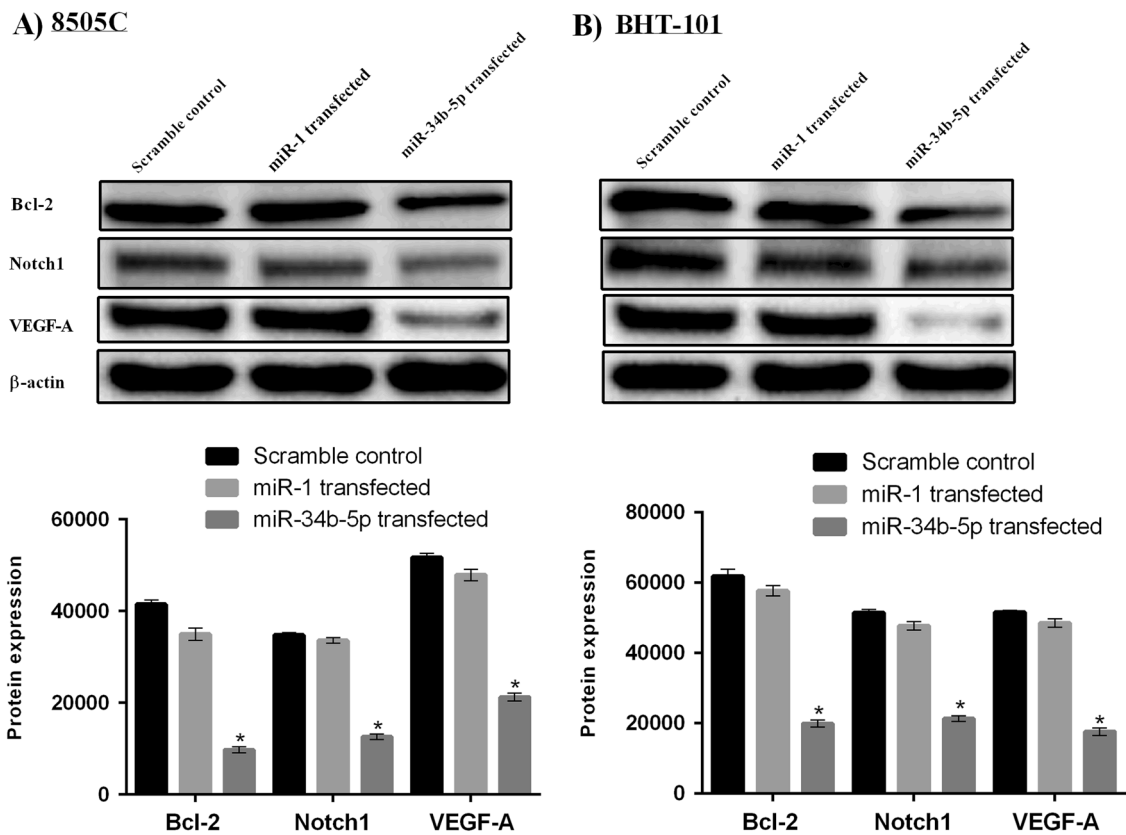 A) 8505C
Scramble control
miR-1 transfected
miR-34b-5p transfected
Bcl-2
Notch1
VEGF-A
β-actin
Scramble control
miR-1 transfected
miR-34b-5p transfected
Protein expression
60000
40000
20000
0
*
*
*
Bcl-2 Notch1 VEGF-A
B) BHT-101
Scramble control
miR-1 transfected
miR-34b-5p transfected
Scramble control
miR-1 transfected
miR-34b-5p transfected
Protein expression
80000
60000
40000
20000
0
*
*
*
Bcl-2 Notch1 VEGF-A